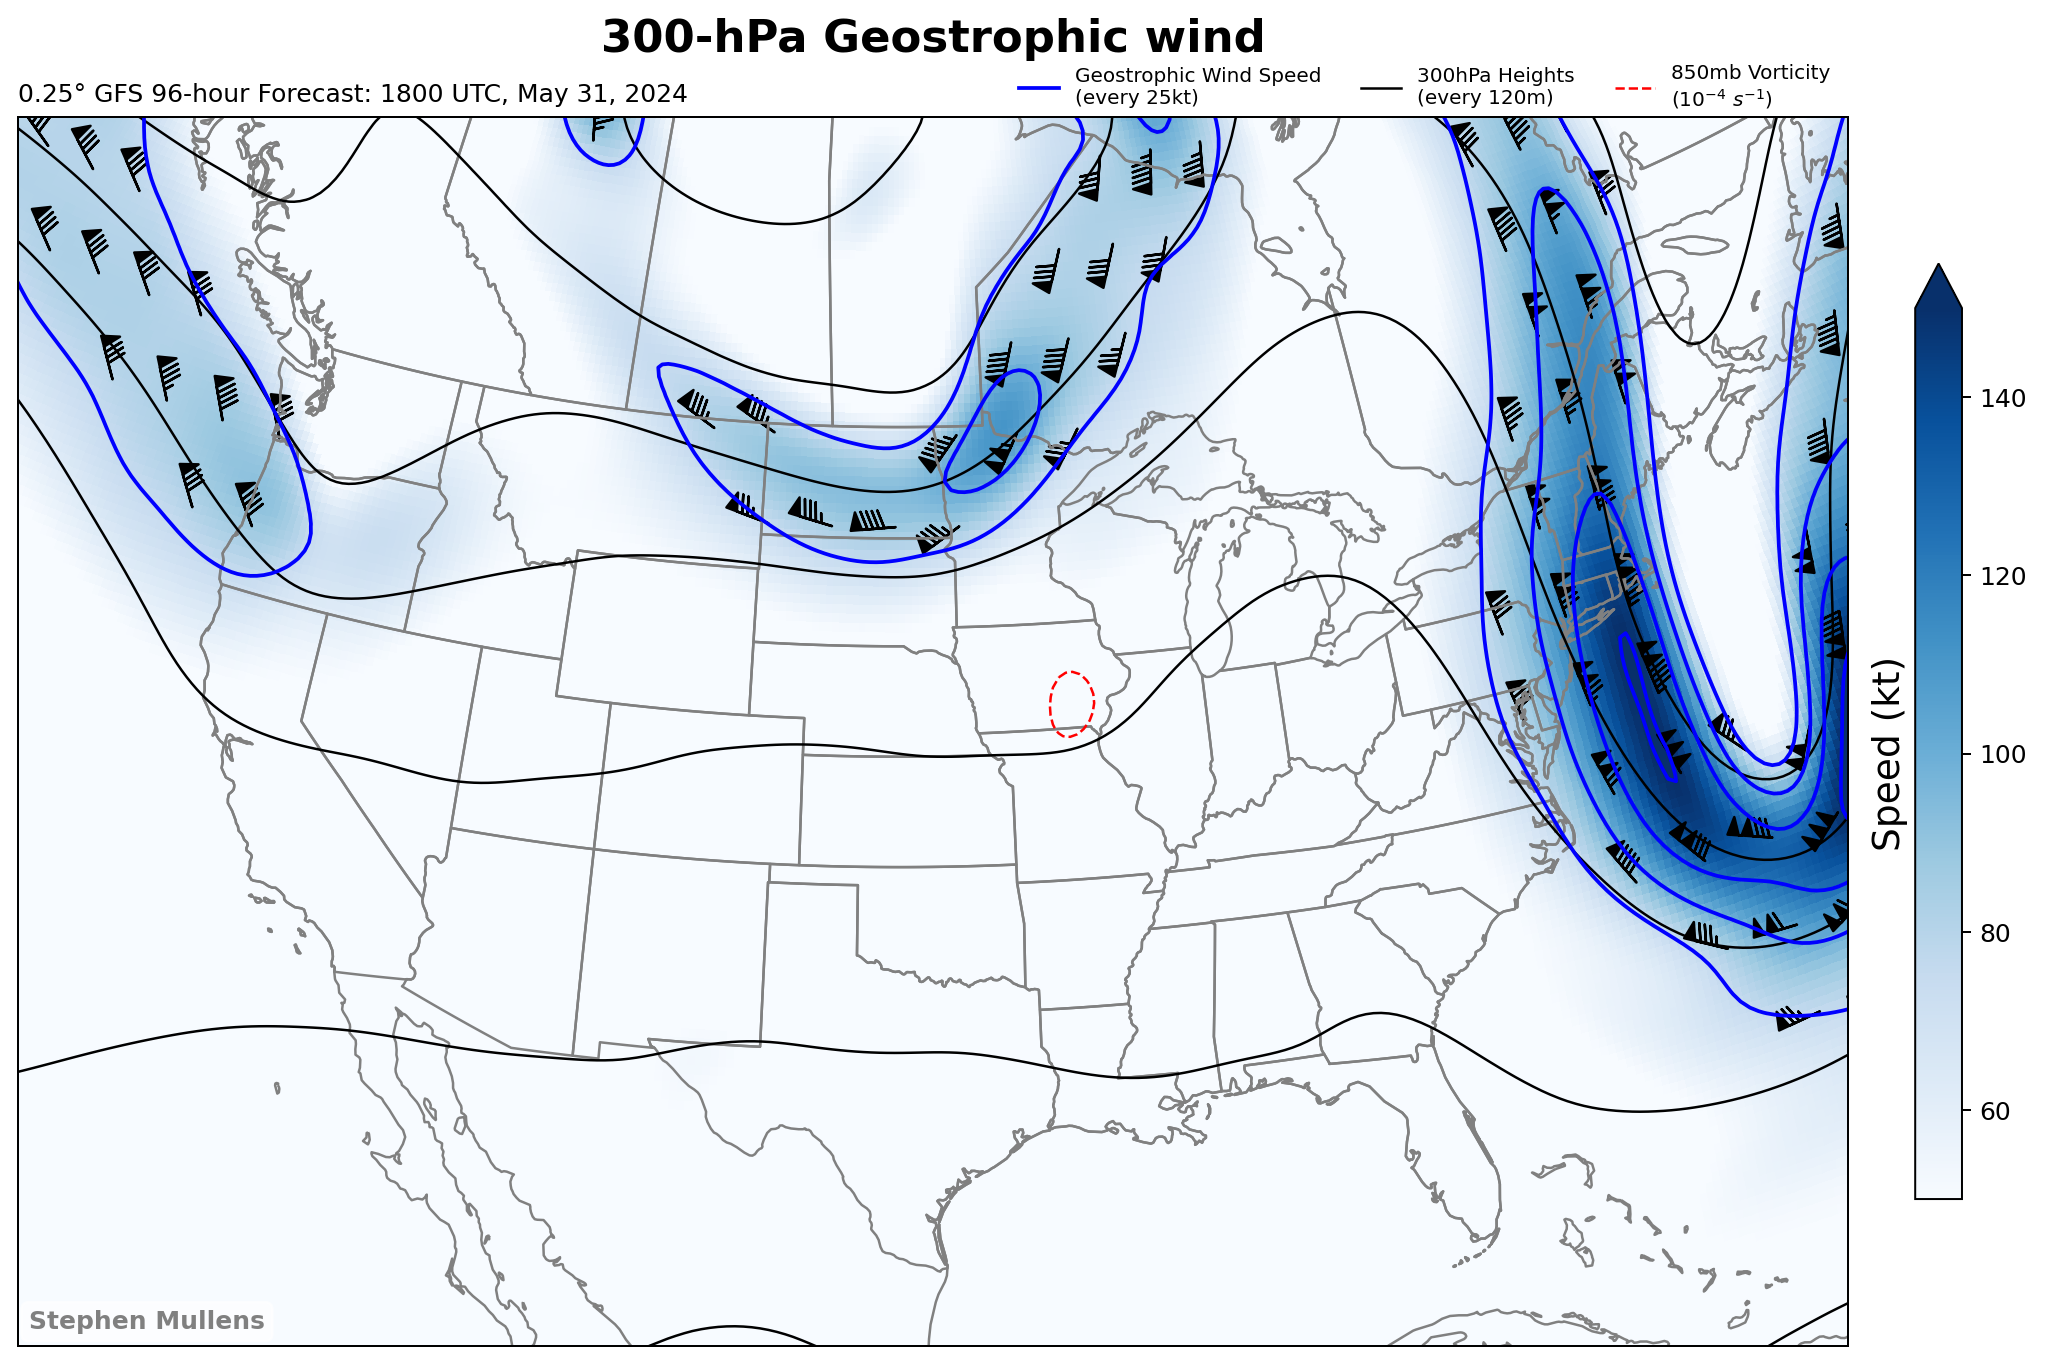 300-hPa Geostrophic wind
0.25° GFS 96-hour Forecast: 1800 UTC, May 31, 2024
Geostrophic Wind Speed
(every 25kt)
300hPa Heights
(every 120m)
850mb Vorticity
(10⁻⁴ s⁻¹)
140
120
100
80
60
Speed (kt)
Stephen Mullens